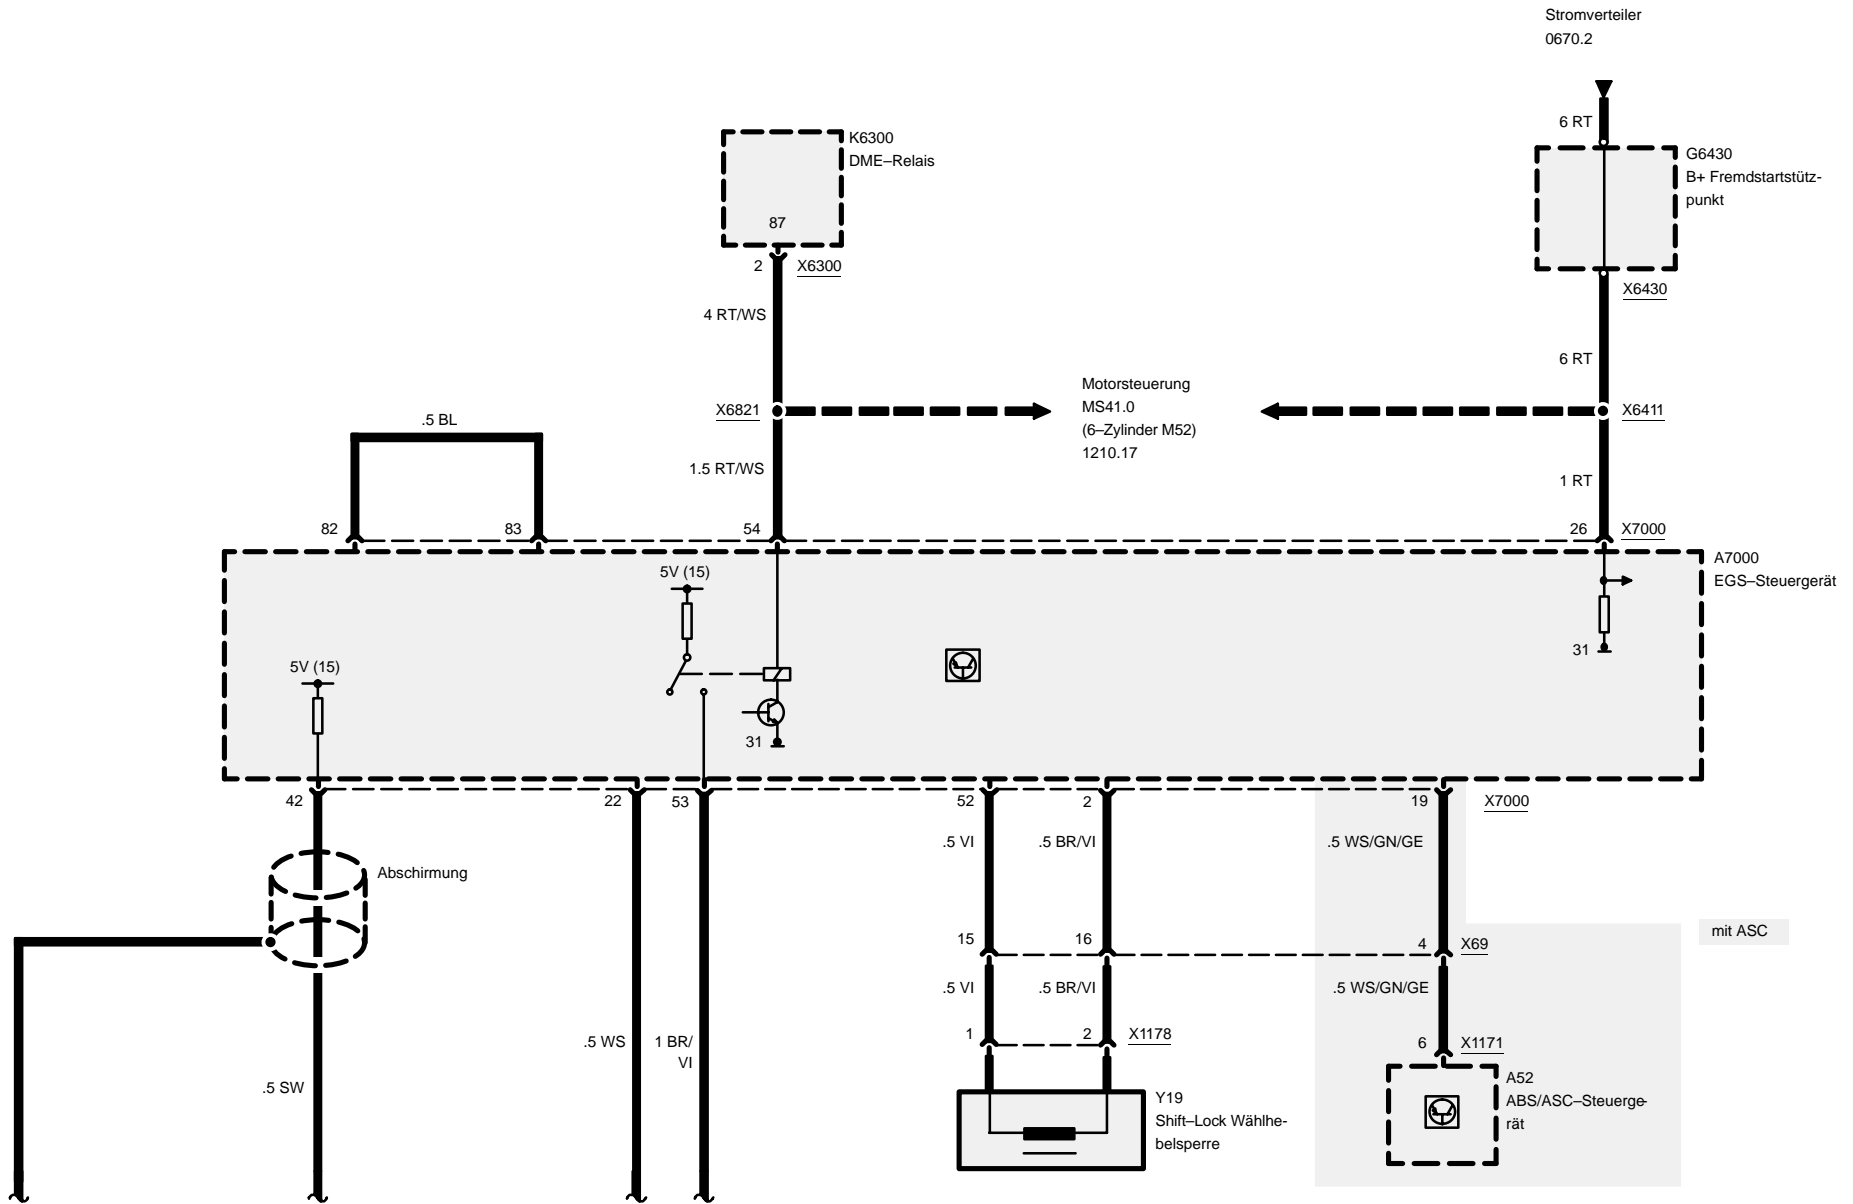 Stromverteiler
0670.2
6 RT
K6300
DME–Relais
87
G6430
B+ Fremdstartstütz-
punkt
2
X6300
X6430
4 RT/WS
6 RT
Motorsteuerung
MS41.0
(6–Zylinder M52)
1210.17
X6821
X6411
.5 BL
1.5 RT/WS
1 RT
82
83
54
26
X7000
A7000
EGS–Steuergerät
5V (15)
5V (15)
31
31
42
22
53
52
2
19
X7000
.5 VI
.5 BR/VI
.5 WS/GN/GE
Abschirmung
mit ASC
15
16
4
X69
.5 VI
.5 BR/VI
.5 WS/GN/GE
.5 WS
1 BR/
VI
1
2
X1178
6
X1171
.5 SW
Y19
Shift–Lock Wählhe-
belsperre
A52
ABS/ASC–Steuerge-
rät